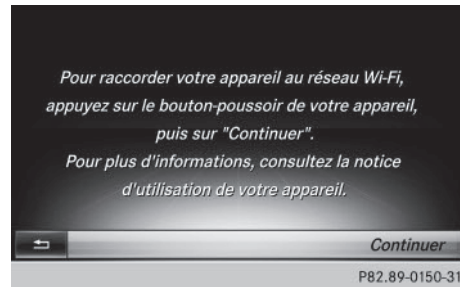 Pour raccorder votre appareil au réseau Wi-Fi,
appuyez sur le bouton-poussoir de votre appareil,
puis sur "Continuer".
Pour plus d'informations, consultez la notice
d'utilisation de votre appareil.
Continuer
P82.89-0150-31